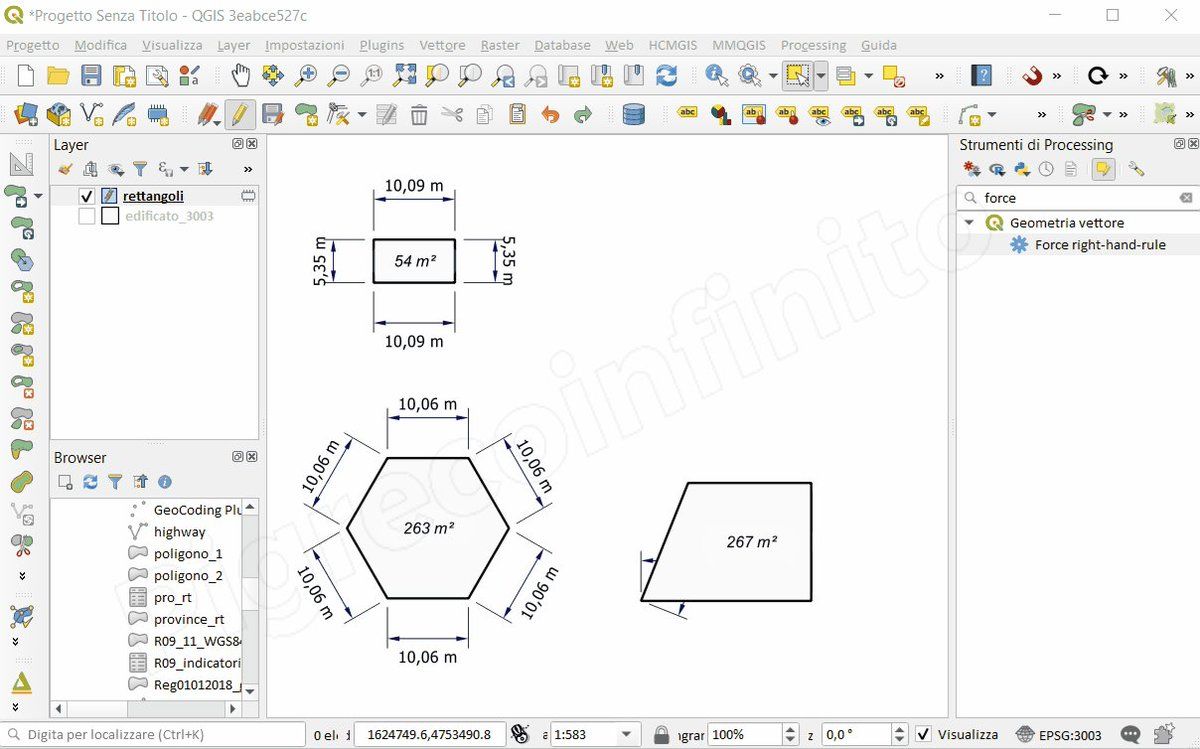 *Progetto Senza Titolo - QGIS 3eabce527c
Progetto Modifica Visualizza Layer Impostazioni Plugins Vettore Raster Database Web HCMGIS MMQGIS Processing Guida
Layer
rettangoli
edificato_3003
Browser
GeoCoding Plu
highway
poligono_1
poligono_2
pro_rt
province_rt
R09_11_WGS84
R09_indicatori
Reg01012018_
10,09 m
5,35 m
54 m²
5,35 m
10,09 m
10,06 m
10,06 m
10,06 m
263 m²
10,06 m
10,06 m
10,06 m
267 m²
pigrecoinfinito
Strumenti di Processing
force
Geometria vettore
Force right-hand-rule
Digita per localizzare (Ctrl+K)
0 ele
1624749.6,4753490.8
a 1:583
grar 100%
z 0,0 °
Visualizza
EPSG:3003